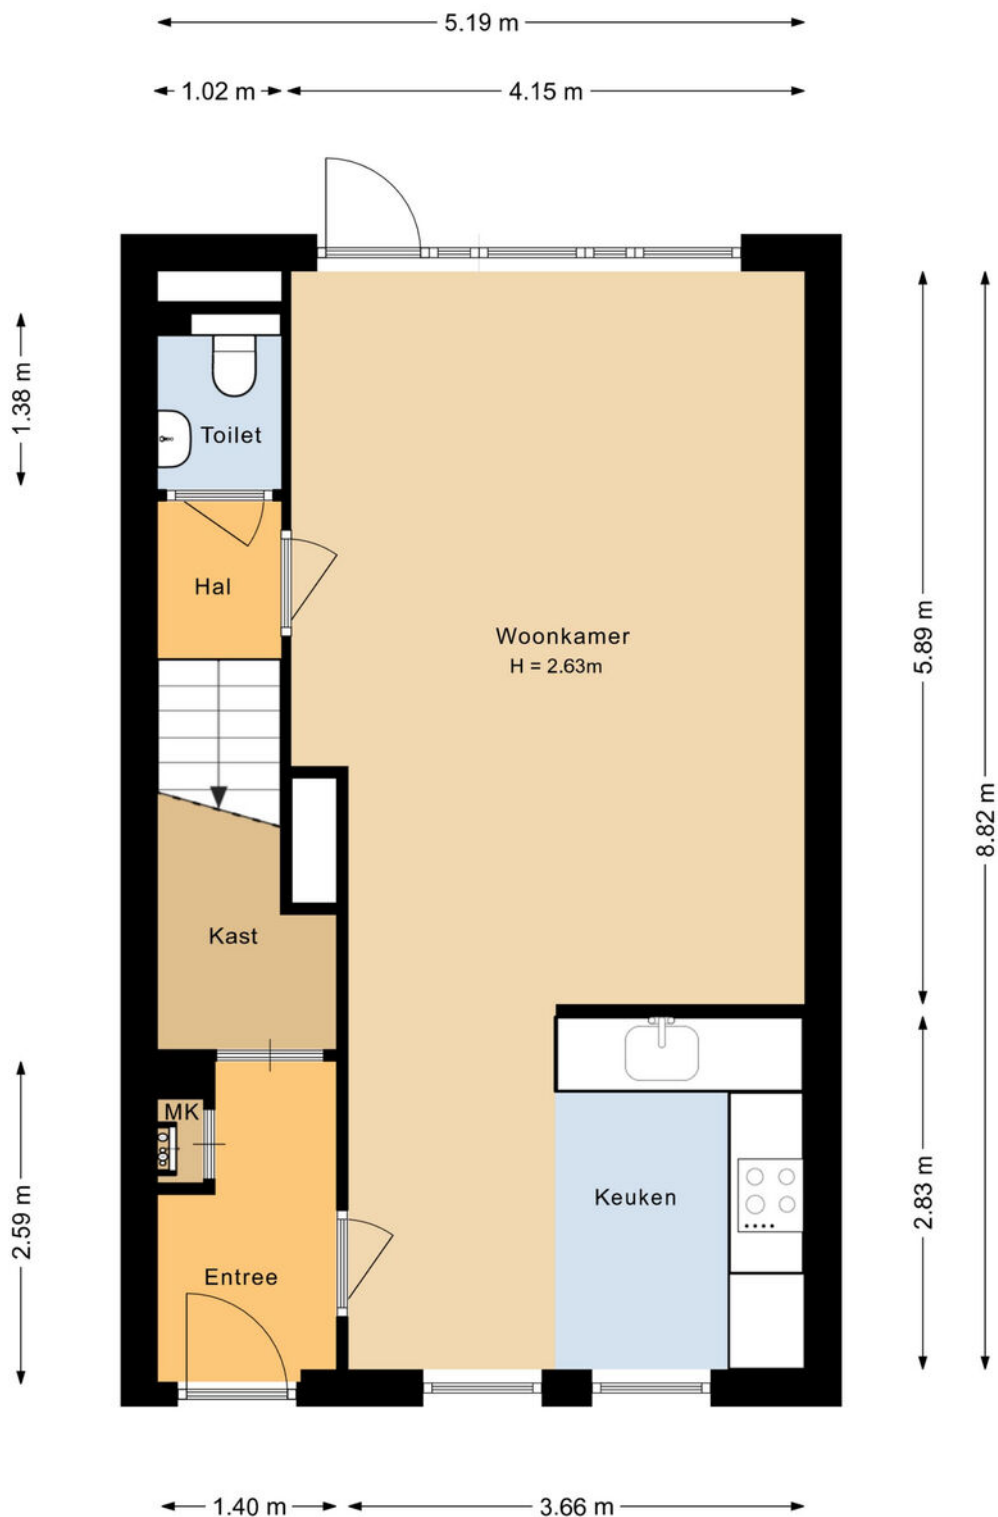 5.19 m
1.02 m
4.15 m
1.38 m
Toilet
Hal
Woonkamer
H = 2.63m
5.89 m
8.82 m
Kast
MK
2.59 m
Keuken
2.83 m
Entree
1.40 m
3.66 m